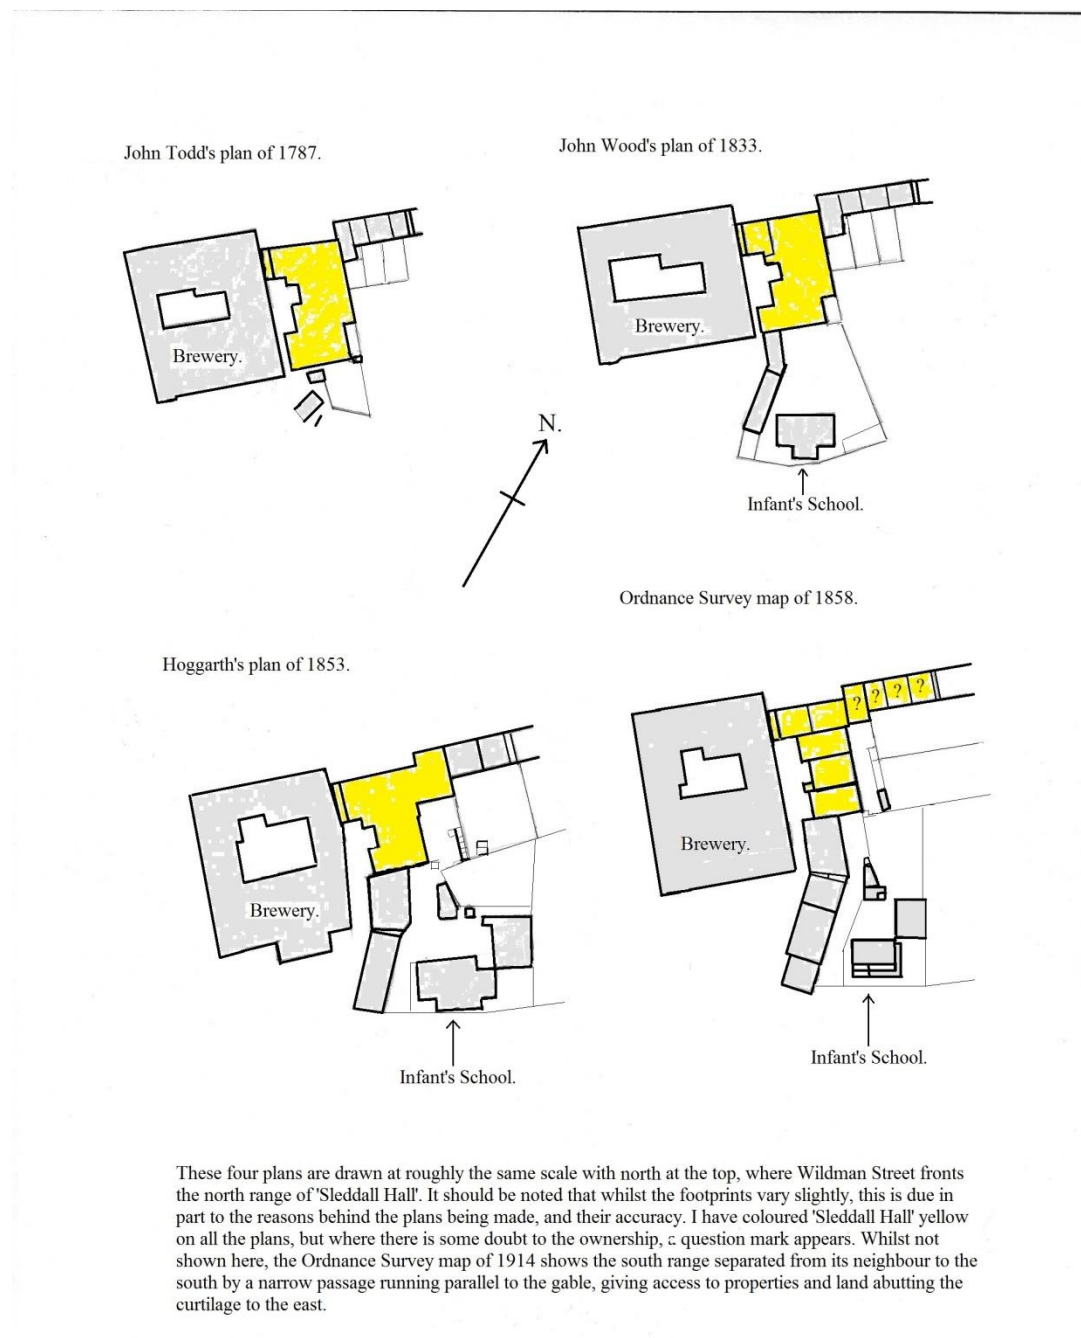 John Todd's plan of 1787.
John Wood's plan of 1833.
Brewery.
Brewery.
N.
Infant's School.
Ordnance Survey map of 1858.
Hoggarth's plan of 1853.
? ? ? ?
Brewery.
Brewery.
Infant's School.
Infant's School.
These four plans are drawn at roughly the same scale with north at the top, where Wildman Street fronts
the north range of 'Sleddall Hall'. It should be noted that whilst the footprints vary slightly, this is due in
part to the reasons behind the plans being made, and their accuracy. I have coloured 'Sleddall Hall' yellow
on all the plans, but where there is some doubt to the ownership, a question mark appears. Whilst not
shown here, the Ordnance Survey map of 1914 shows the south range separated from its neighbour to the
south by a narrow passage running parallel to the gable, giving access to properties and land abutting the
curtilage to the east.